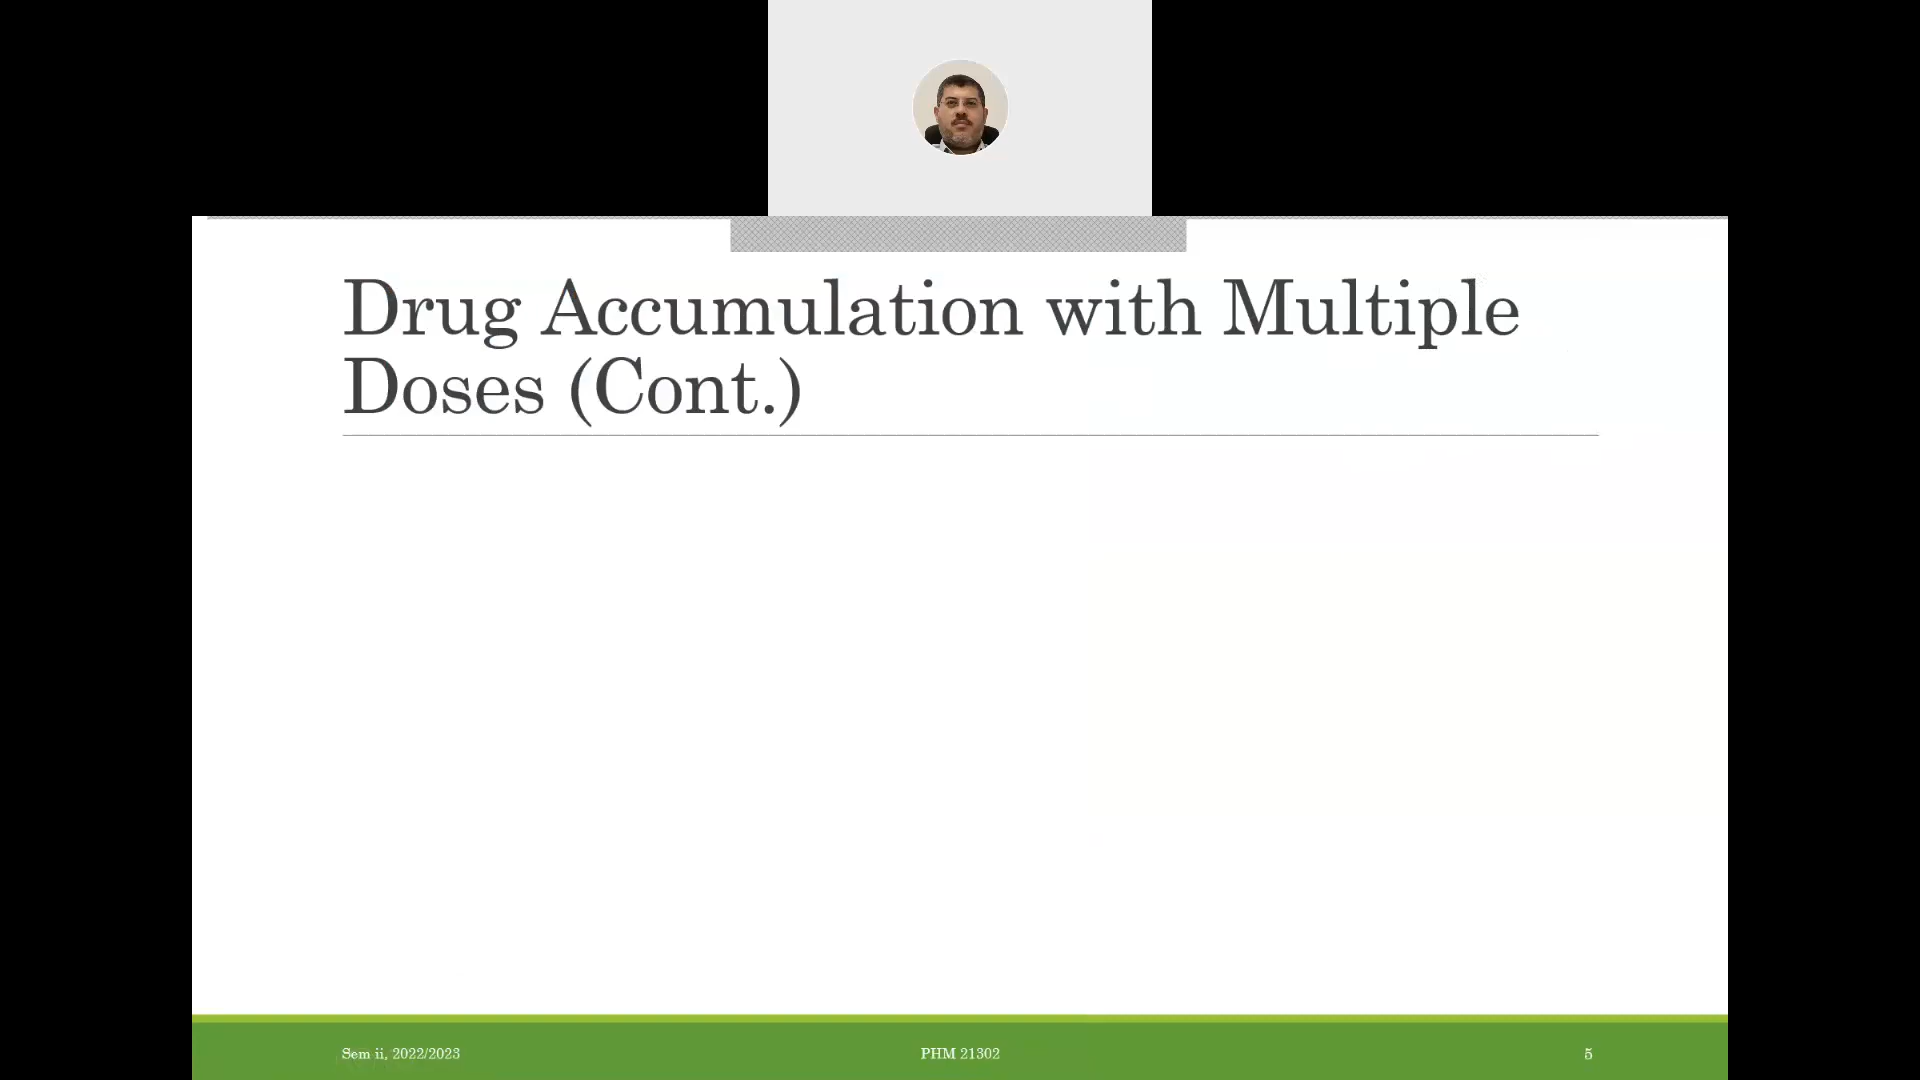 Drug Accumulation with Multiple
Doses (Cont.)
Sem ii, 2022/2023
PHM 21302
5